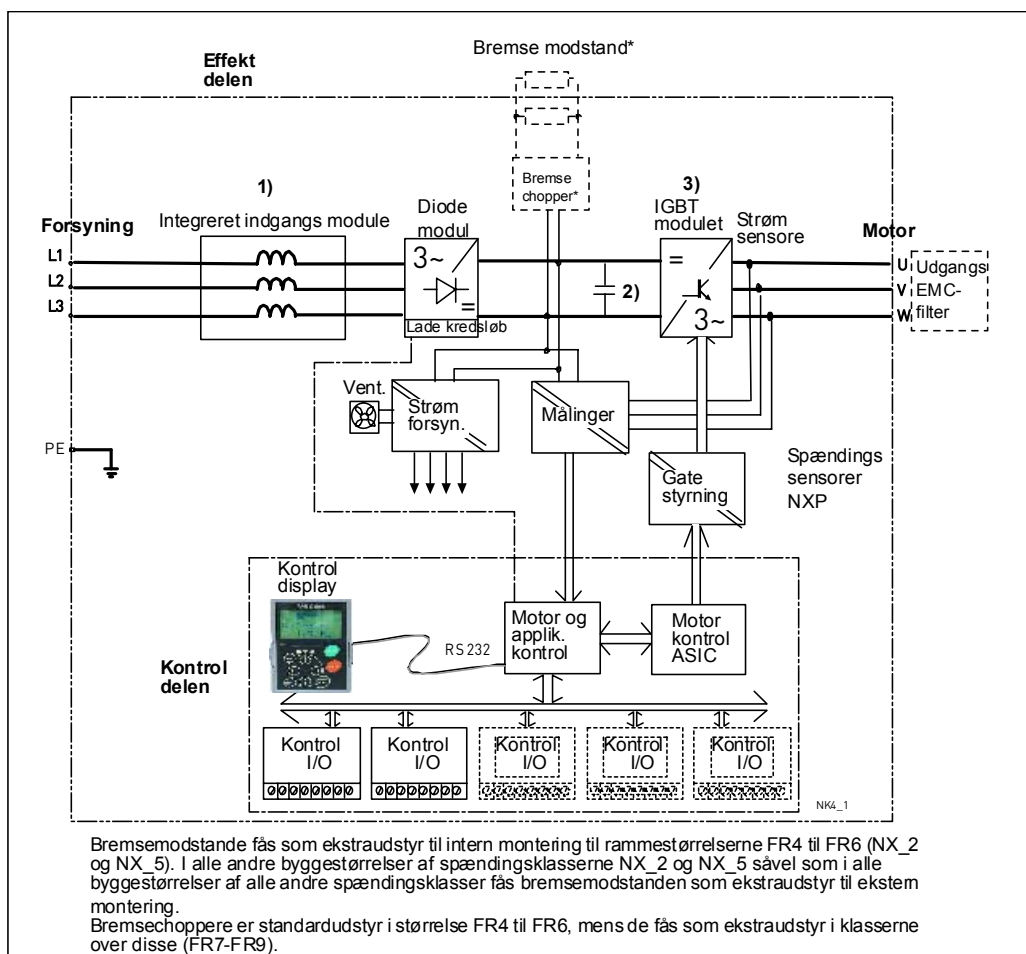 Bremse modstand*
Effekt
delen
Bremse
chopper*
1)
3)
Integreret indgangs module
Diode
modul
IGBT
modulet
Strøm
sensore
Forsyning
Motor
L1
L2
L3
3~
=
Lade kredsløb
2)
=
3~
U
V
W
Udgangs
EMC-
filter
Vent.
Strøm
forsyn.
Målinger
PE
Gate
styrning
Spændings
sensorer
NXP
Kontrol
display
Motor og
applik.
kontrol
Motor
kontrol
ASIC
RS 232
Kontrol
delen
Kontrol
I/O
Kontrol
I/O
Kontrol
I/O
Kontrol
I/O
Kontrol
I/O
NK4_1
Bremsemodstande fås som ekstraudstyr til intern montering til rammestørrelserne FR4 til FR6 (NX_2
og NX_5). I alle andre byggestørrelser af spændingsklasserne NX_2 og NX_5 såvel som i alle
byggestørrelser af alle andre spændingsklasser fås bremsemodstanden som ekstraudstyr til ekstern
montering.
Bremsechoppere er standardudstyr i størrelse FR4 til FR6, mens de fås som ekstraudstyr i klasserne
over disse (FR7-FR9).